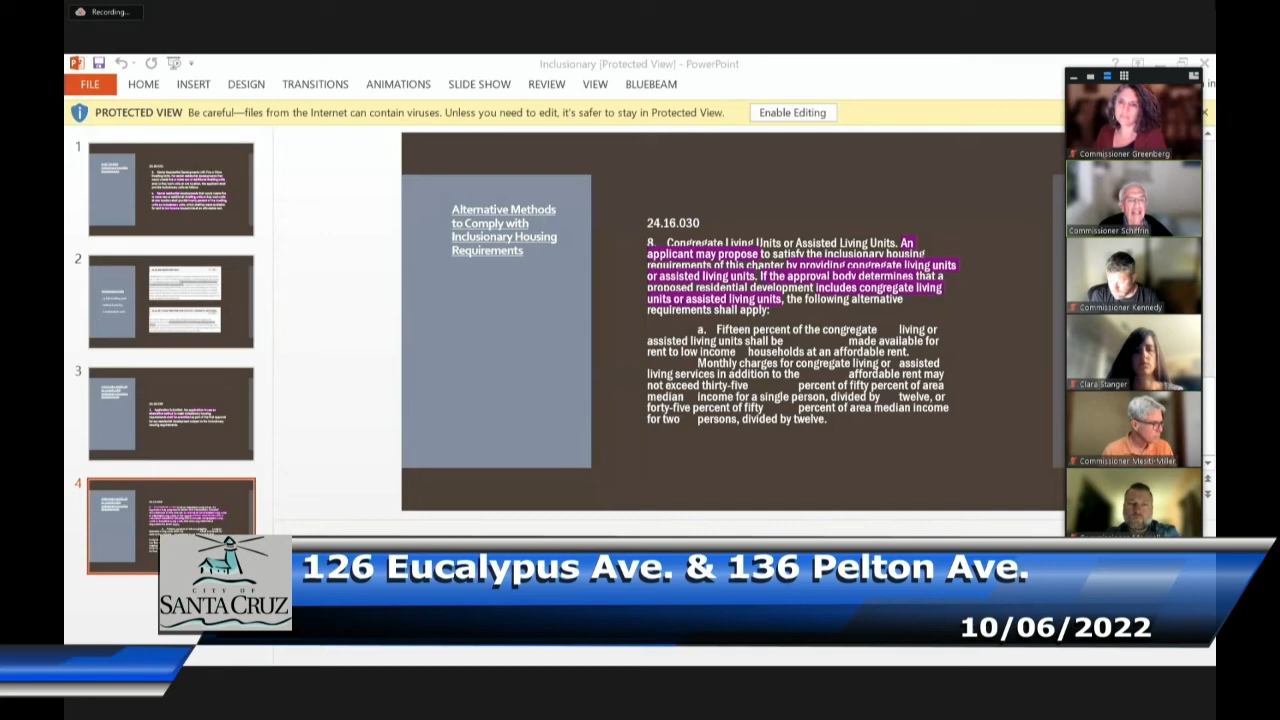 Recording...
Inclusionary [Protected View] - PowerPoint
FILE HOME INSERT DESIGN TRANSITIONS ANIMATIONS SLIDE SHOW REVIEW VIEW BLUEBEAM
PROTECTED VIEW Be careful—files from the Internet can contain viruses. Unless you need to edit, it's safer to stay in Protected View. Enable Editing
1
2
3
4
Alternative Methods
to Comply with
Inclusionary Housing
Requirements
24.16.030
8. Congregate Living Units or Assisted Living Units. An
applicant may propose to satisfy the inclusionary housing
requirements of this chapter by providing congregate living units
or assisted living units. If the approval body determines that a
proposed residential development includes congregate living
units or assisted living units, the following alternative
requirements shall apply:
a. Fifteen percent of the congregate living or
assisted living units shall be made available for
rent to low income households at an affordable rent.
Monthly charges for congregate living or assisted
living services in addition to the affordable rent may
not exceed thirty-five percent of fifty percent of area
median income for a single person, divided by twelve, or
forty-five percent of fifty percent of area median income
for two persons, divided by twelve.
Commissioner Greenberg
Commissioner Schiffrin
Commissioner Kennedy
Clara Stanger
Commissioner Mesiti-Miller
CITY OF
SANTA CRUZ
126 Eucalypus Ave. & 136 Pelton Ave.
10/06/2022